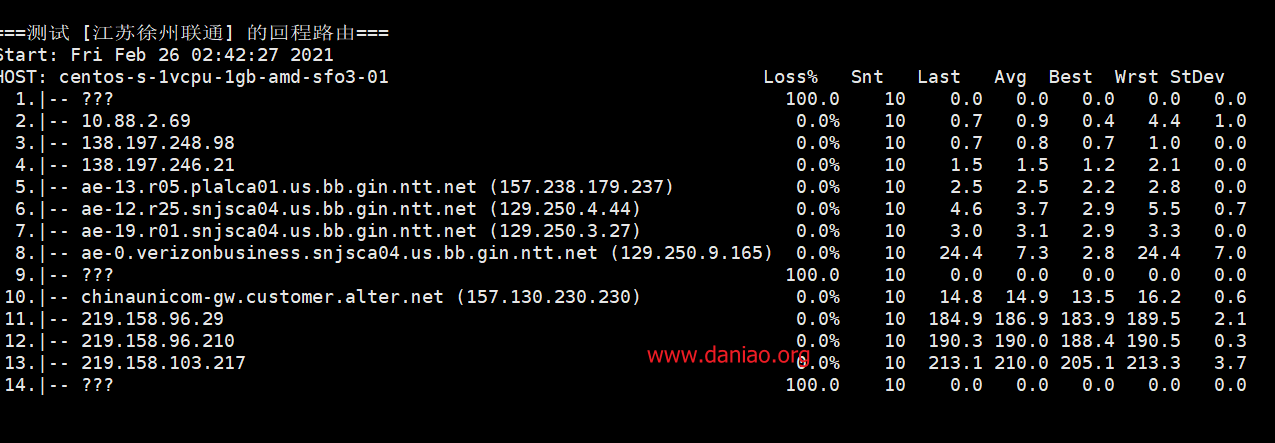 ===测试 [江苏徐州联通] 的回程路由===
Start: Fri Feb 26 02:42:27 2021
HOST: centos-s-1vcpu-1gb-amd-sfo3-01 Loss% Snt Last Avg Best Wrst StDev
1.|-- ??? 100.0 10 0.0 0.0 0.0 0.0 0.0
2.|-- 10.88.2.69 0.0% 10 0.7 0.9 0.4 4.4 1.0
3.|-- 138.197.248.98 0.0% 10 0.7 0.8 0.7 1.0 0.0
4.|-- 138.197.246.21 0.0% 10 1.5 1.5 1.2 2.1 0.0
5.|-- ae-13.r05.plalca01.us.bb.gin.ntt.net (157.238.179.237) 0.0% 10 2.5 2.5 2.2 2.8 0.0
6.|-- ae-12.r25.snjsca04.us.bb.gin.ntt.net (129.250.4.44) 0.0% 10 4.6 3.7 2.9 5.5 0.7
7.|-- ae-19.r01.snjsca04.us.bb.gin.ntt.net (129.250.3.27) 0.0% 10 3.0 3.1 2.9 3.3 0.0
8.|-- ae-0.verizonbusiness.snjsca04.us.bb.gin.ntt.net (129.250.9.165) 0.0% 10 24.4 7.3 2.8 24.4 7.0
9.|-- ??? 100.0 10 0.0 0.0 0.0 0.0 0.0
10.|-- chinaunicom-gw.customer.alter.net (157.130.230.230) 0.0% 10 14.8 14.9 13.5 16.2 0.6
11.|-- 219.158.96.29 0.0% 10 184.9 186.9 183.9 189.5 2.1
12.|-- 219.158.96.210 0.0% 10 190.3 190.0 188.4 190.5 0.3
www.daniao.org
13.|-- 219.158.103.217 0.0% 10 213.1 210.0 205.1 213.3 3.7
14.|-- ??? 100.0 10 0.0 0.0 0.0 0.0 0.0